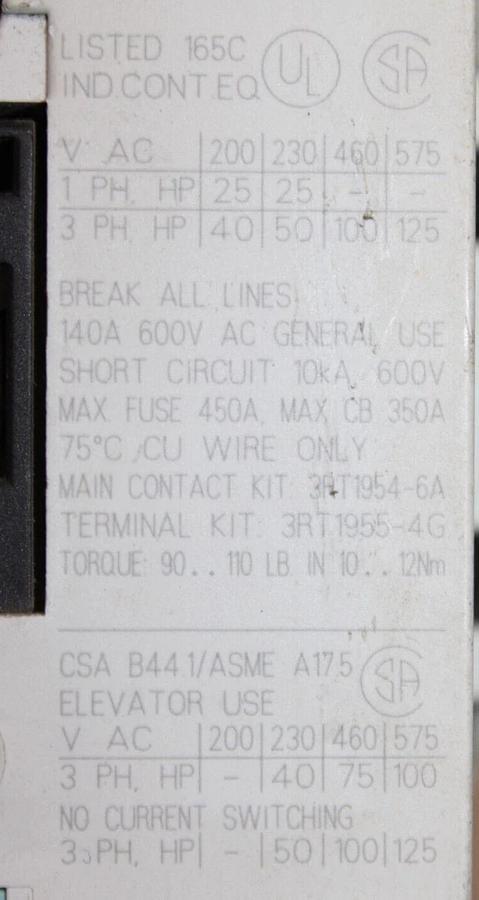 LISTED 165C UL SA
IND.CONT.EQ
V AC 200 230 460 575
1 PH, HP 25 25 - -
3 PH, HP 40 50 100 125
BREAK ALL LINES
140A 600V AC GENERAL USE
SHORT CIRCUIT 10kA, 600V
MAX FUSE 450A, MAX CB 350A
75°C CU WIRE ONLY
MAIN CONTACT KIT: 3RT1954-6A
TERMINAL KIT: 3RT1955-4G
TORQUE: 90..110 LB IN 10..12Nm
CSA B44.1/ASME A17.5 SA
ELEVATOR USE
V AC 200 230 460 575
3 PH, HP - 40 75 100
NO CURRENT SWITCHING
3 PH, HP - 50 100 125